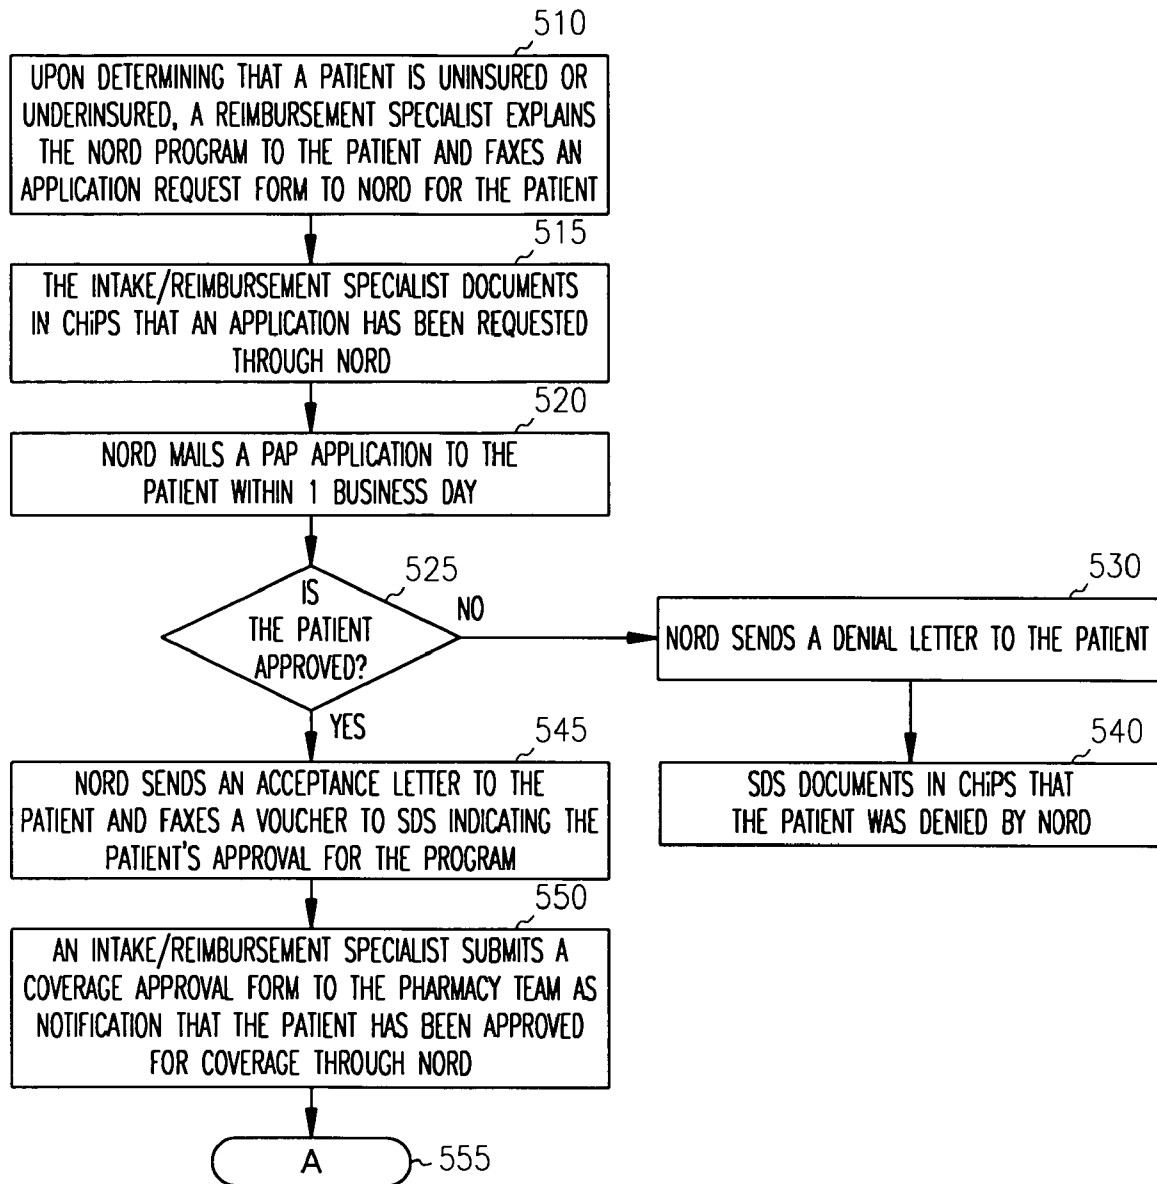 510
UPON DETERMINING THAT A PATIENT IS UNINSURED OR
UNDERINSURED, A REIMBURSEMENT SPECIALIST EXPLAINS
THE NORD PROGRAM TO THE PATIENT AND FAXES AN
APPLICATION REQUEST FORM TO NORD FOR THE PATIENT
515
THE INTAKE/REIMBURSEMENT SPECIALIST DOCUMENTS
IN CHiPS THAT AN APPLICATION HAS BEEN REQUESTED
THROUGH NORD
520
NORD MAILS A PAP APPLICATION TO THE
PATIENT WITHIN 1 BUSINESS DAY
525
IS
THE PATIENT
APPROVED?
NO
530
NORD SENDS A DENIAL LETTER TO THE PATIENT
540
SDS DOCUMENTS IN CHiPS THAT
THE PATIENT WAS DENIED BY NORD
YES
545
NORD SENDS AN ACCEPTANCE LETTER TO THE
PATIENT AND FAXES A VOUCHER TO SDS INDICATING THE
PATIENT'S APPROVAL FOR THE PROGRAM
550
AN INTAKE/REIMBURSEMENT SPECIALIST SUBMITS A
COVERAGE APPROVAL FORM TO THE PHARMACY TEAM AS
NOTIFICATION THAT THE PATIENT HAS BEEN APPROVED
FOR COVERAGE THROUGH NORD
A
555